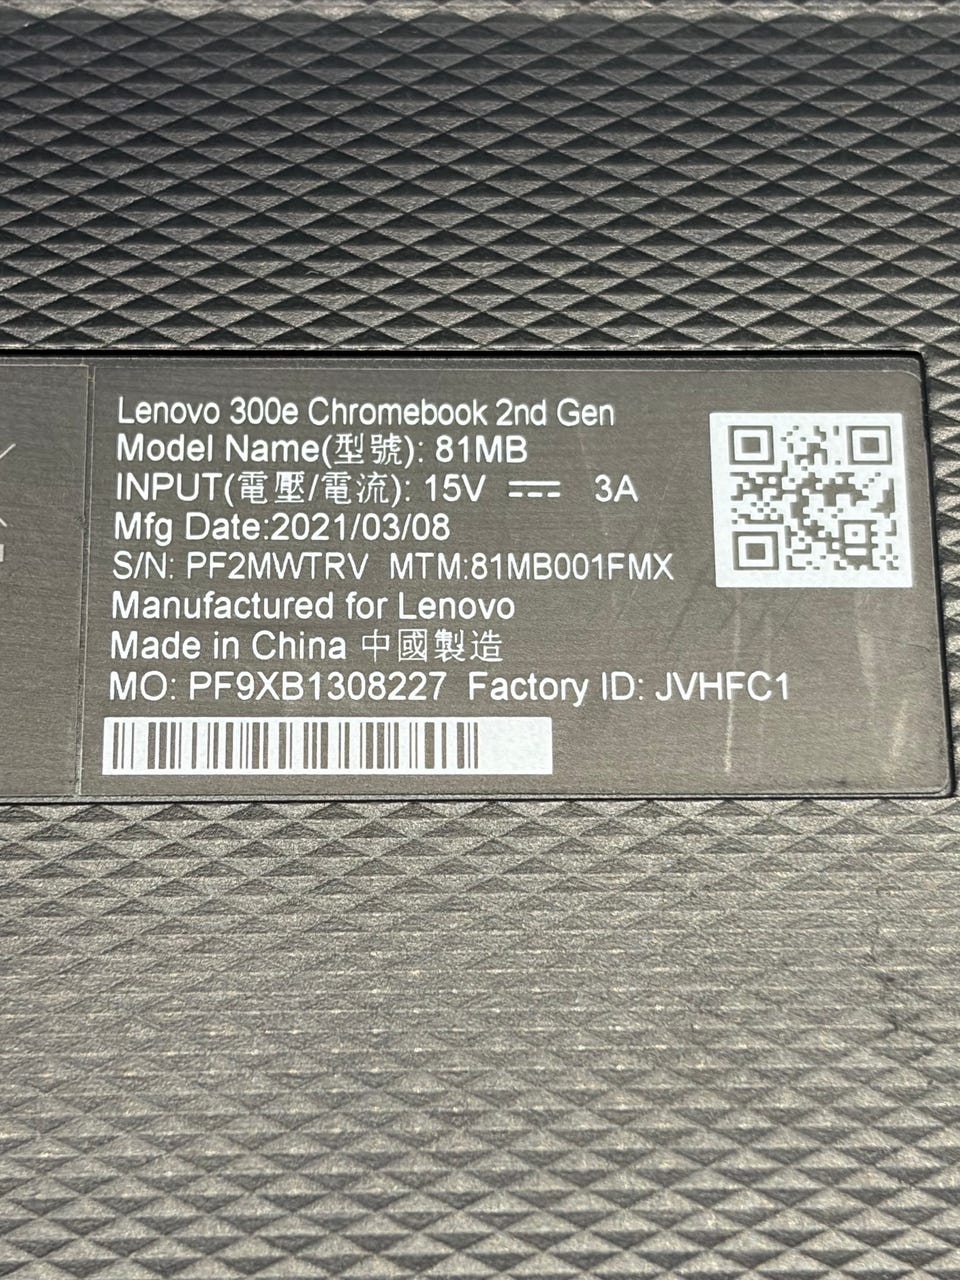 Lenovo 300e Chromebook 2nd Gen
Model Name(型號): 81MB
INPUT(電壓/電流): 15V ⎓ 3A
Mfg Date:2021/03/08
S/N: PF2MWTRV MTM:81MB001FMX
Manufactured for Lenovo
Made in China 中國製造
MO: PF9XB1308227 Factory ID: JVHFC1